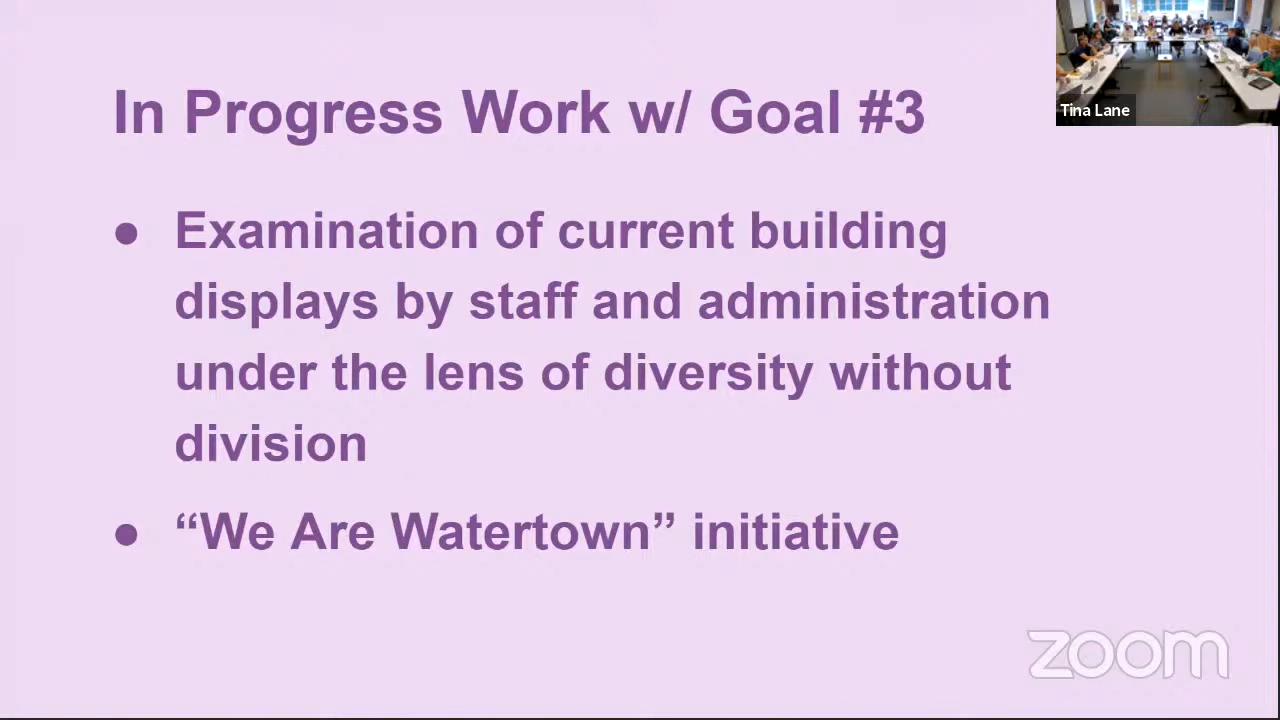 In Progress Work w/ Goal #3
Tina Lane
● Examination of current building
displays by staff and administration
under the lens of diversity without
division
● “We Are Watertown” initiative
zoom